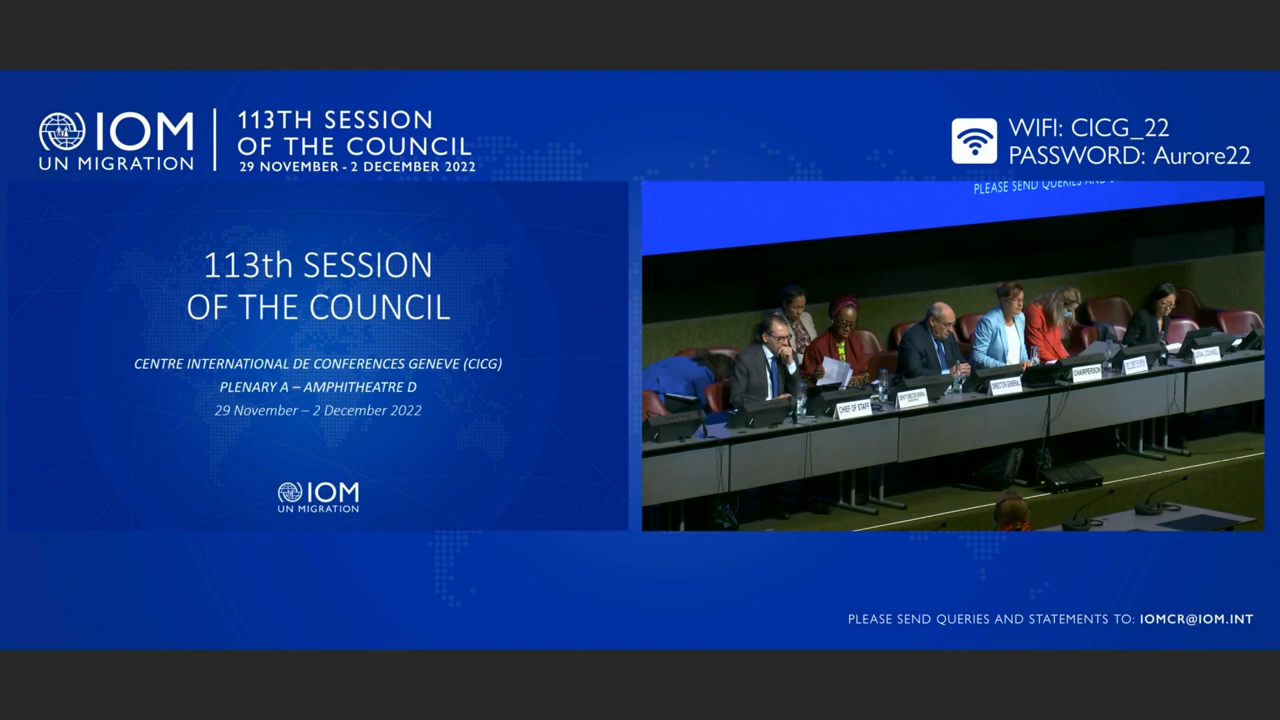 IOM
UN MIGRATION
113TH SESSION
OF THE COUNCIL
29 NOVEMBER - 2 DECEMBER 2022
WIFI: CICG_22
PASSWORD: Aurore22
113th SESSION
OF THE COUNCIL
CENTRE INTERNATIONAL DE CONFERENCES GENEVE (CICG)
PLENARY A – AMPHITHEATRE D
29 November – 2 December 2022
IOM
UN MIGRATION
PLEASE SEND QUERIES AND
CHIEF OF STAFF
DIRECTOR GENERAL
CHAIRPERSON
LEGAL COUNSEL
PLEASE SEND QUERIES AND STATEMENTS TO: IOMCR@IOM.INT